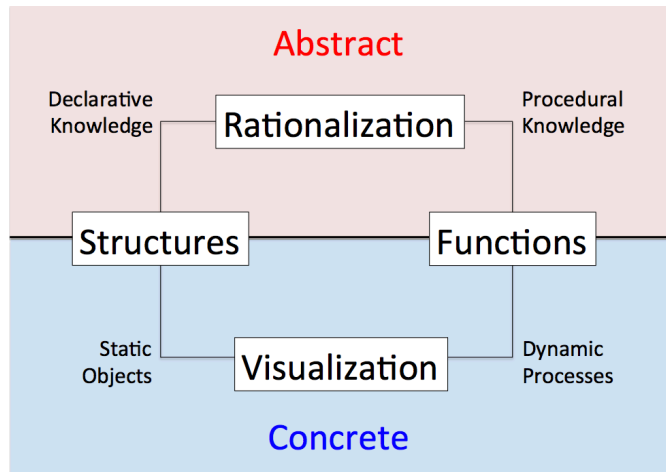 Abstract
Declarative
Knowledge
Rationalization
Procedural
Knowledge
Structures
Functions
Static
Objects
Visualization
Dynamic
Processes
Concrete